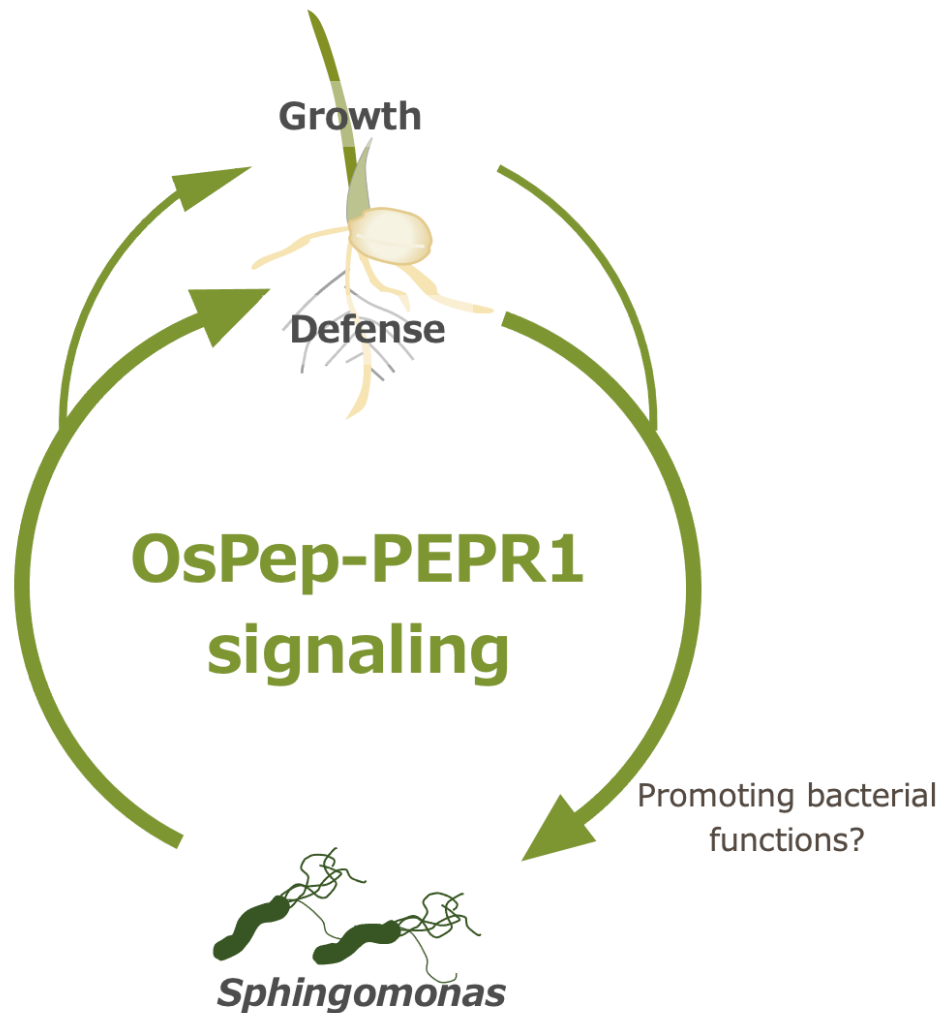 Growth
Defense
OsPep-PEPR1
signaling
Promoting bacterial
functions?
Sphingomonas